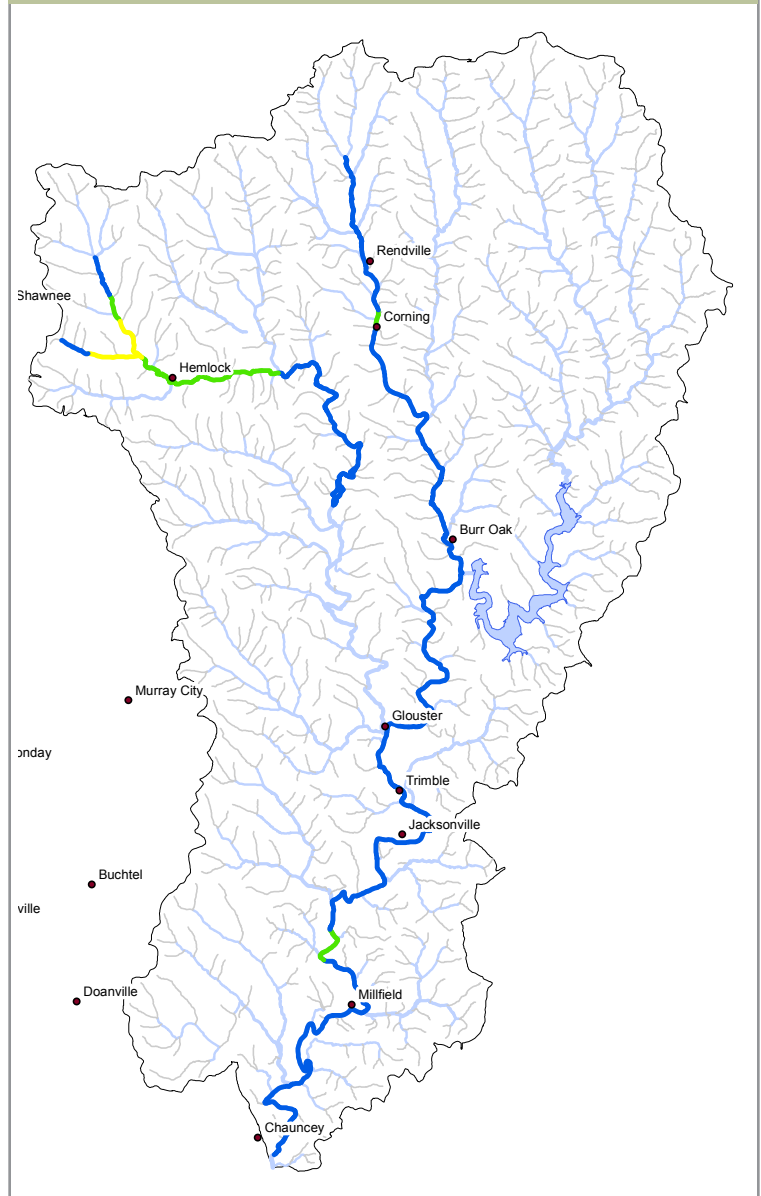 Rendville
Shawnee
Corning
Hemlock
Burr Oak
Murray City
Glouster
onday
Trimble
Jacksonville
Buchtel
ville
Doanville
Millfield
Chauncey